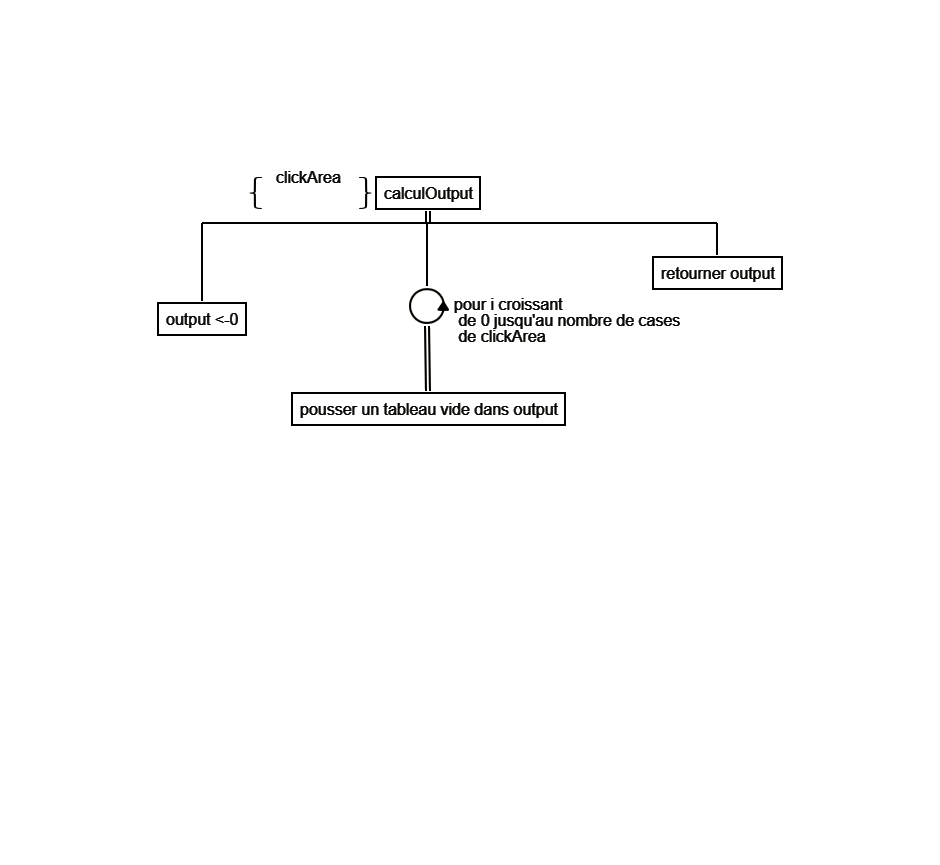 clickArea
calculOutput
retourner output
output <-0
pour i croissant
de 0 jusqu'au nombre de cases
de clickArea
pousser un tableau vide dans output